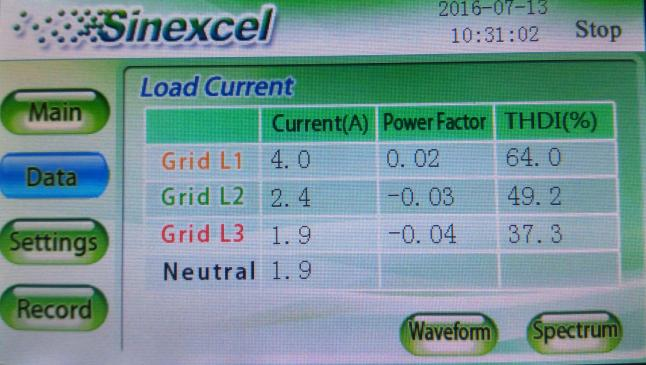 Sinexcel
2016-07-13
10:31:02 Stop
Load Current
Main
Data
Settings
Record
Current(A) Power Factor THDI(%)
Grid L1 4.0 0.02 64.0
Grid L2 2.4 -0.03 49.2
Grid L3 1.9 -0.04 37.3
Neutral 1.9
Waveform Spectrum